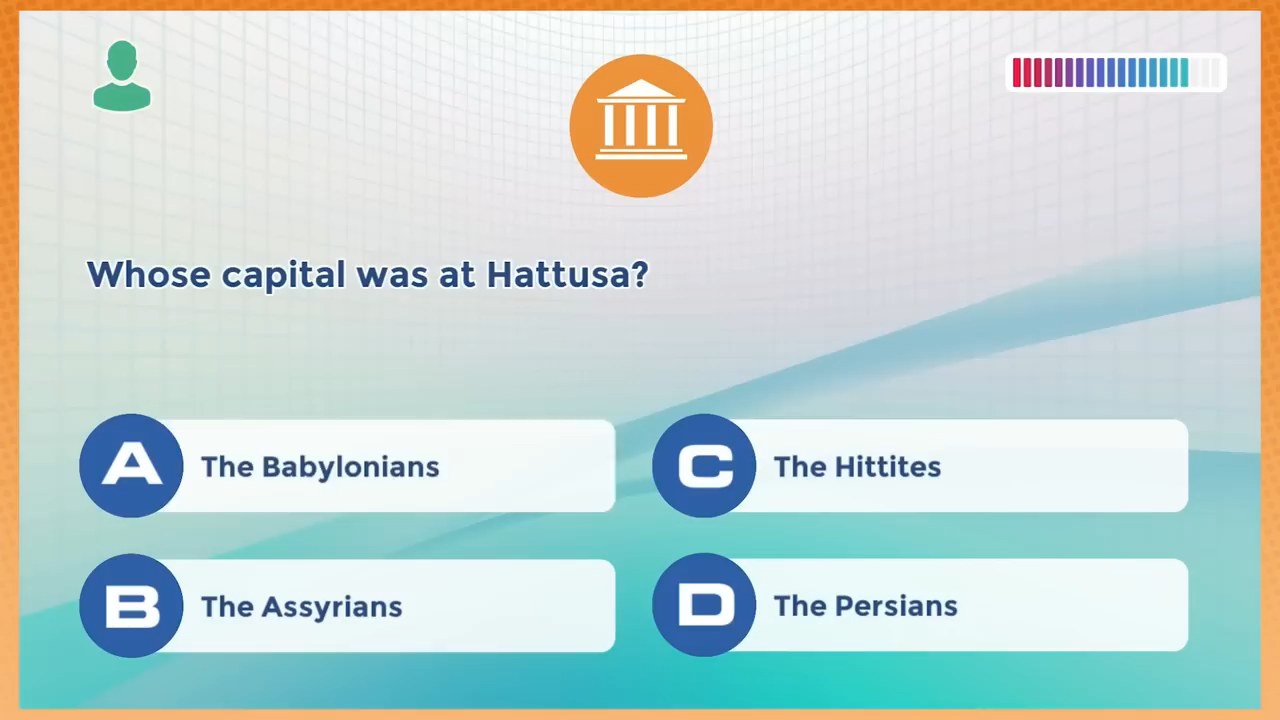 Whose capital was at Hattusa?
A The Babylonians
B The Assyrians
C The Hittites
D The Persians